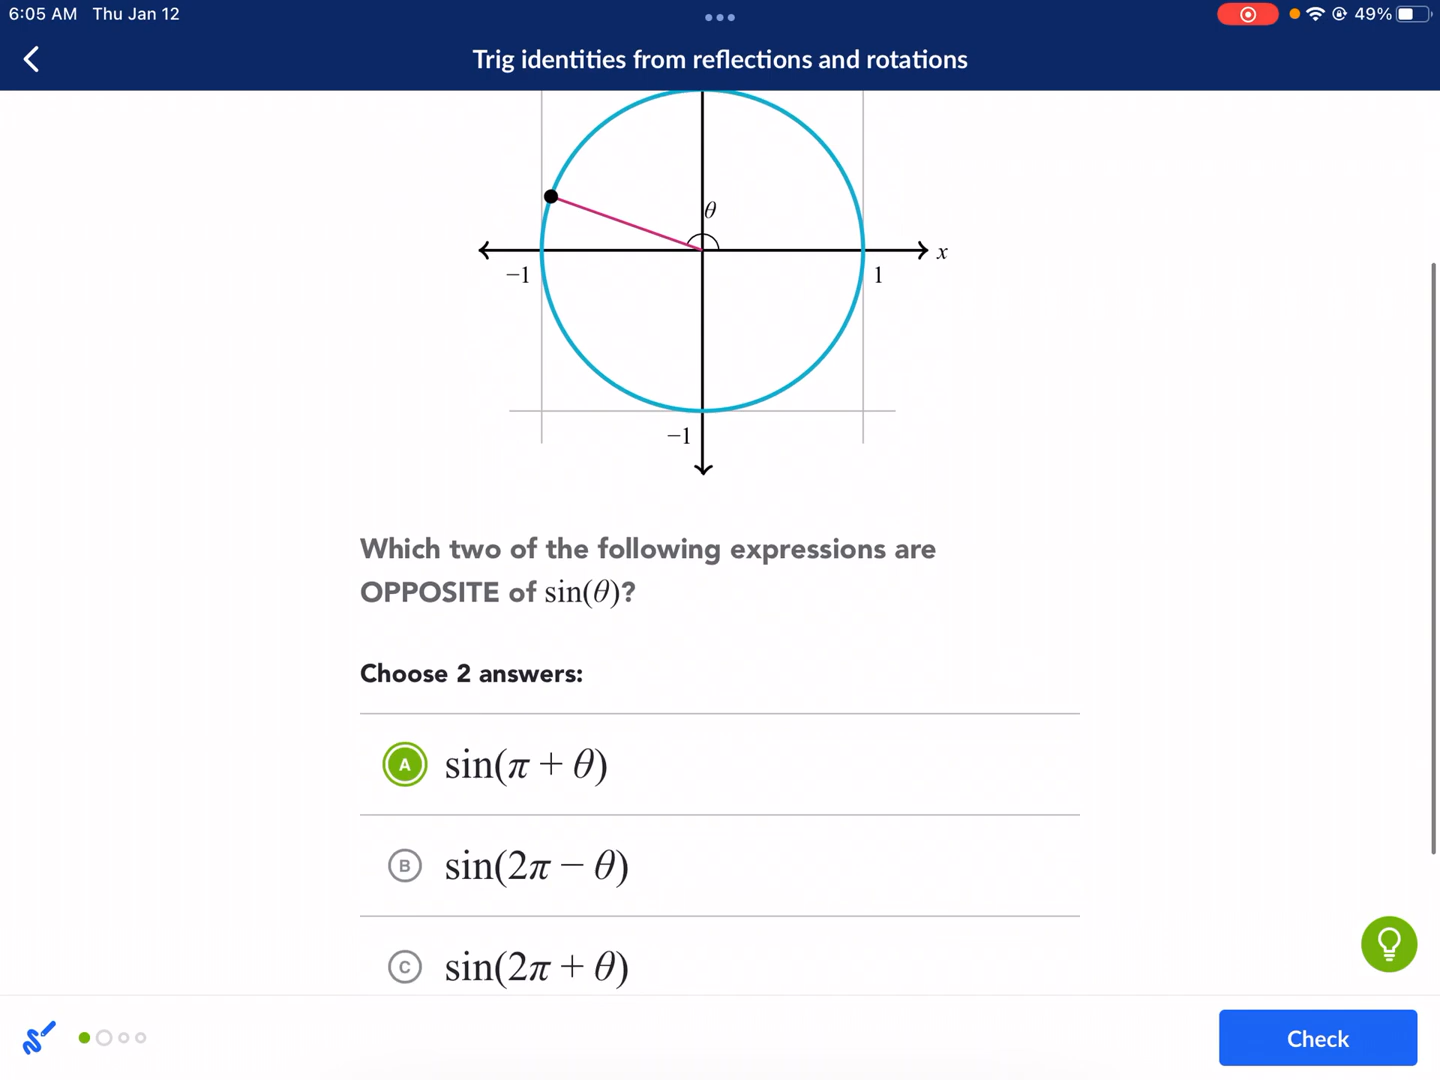 6:05 AM Thu Jan 12
49%
Trig identities from reflections and rotations
θ
x
−1
1
−1
Which two of the following expressions are
OPPOSITE of sin(θ)?
Choose 2 answers:
A sin(π + θ)
B sin(2π − θ)
C sin(2π + θ)
Check